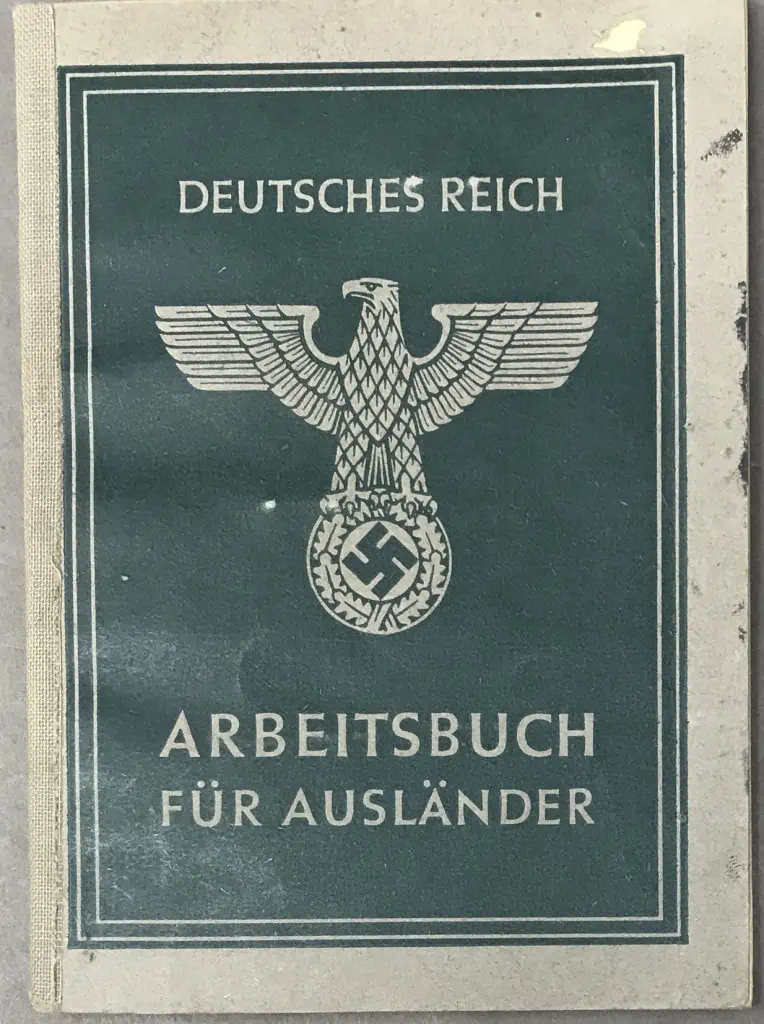 DEUTSCHES REICH
ARBEITSBUCH
FÜR AUSLÄNDER